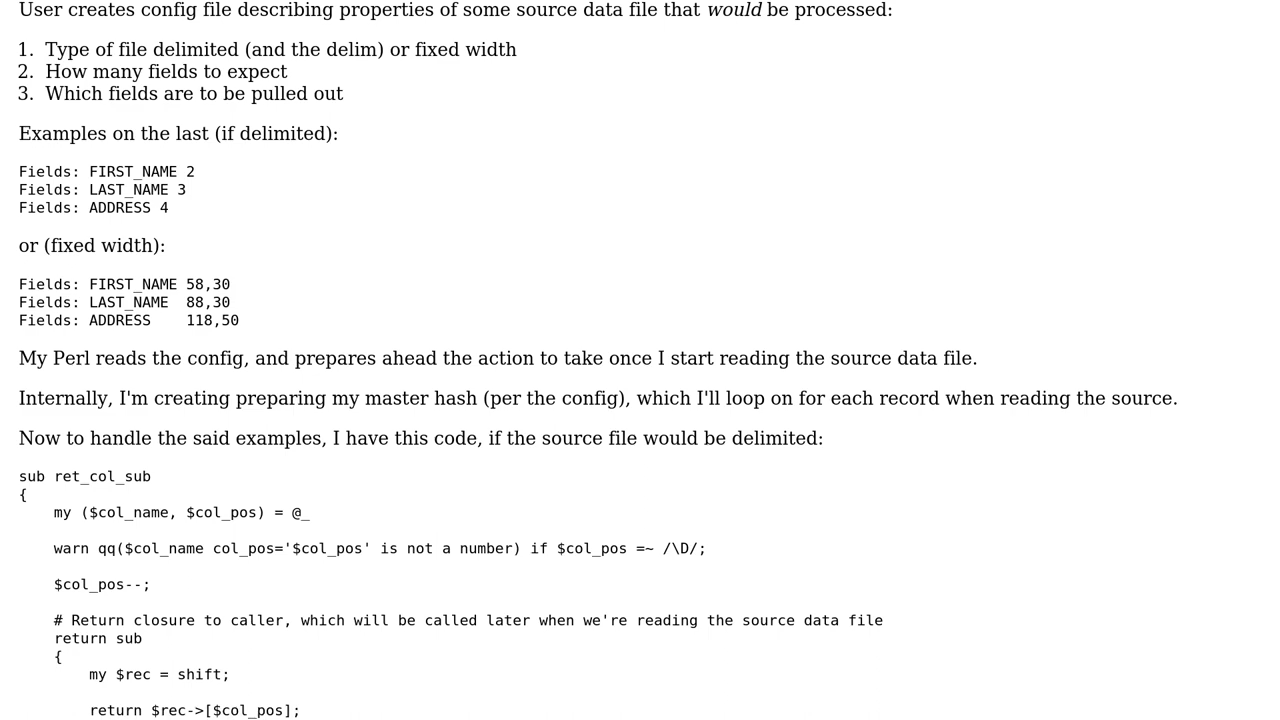 User creates config file describing properties of some source data file that would be processed:
1. Type of file delimited (and the delim) or fixed width
2. How many fields to expect
3. Which fields are to be pulled out
Examples on the last (if delimited):
Fields: FIRST_NAME 2
Fields: LAST_NAME 3
Fields: ADDRESS 4
or (fixed width):
Fields: FIRST_NAME 58,30
Fields: LAST_NAME  88,30
Fields: ADDRESS    118,50
My Perl reads the config, and prepares ahead the action to take once I start reading the source data file.
Internally, I'm creating preparing my master hash (per the config), which I'll loop on for each record when reading the source.
Now to handle the said examples, I have this code, if the source file would be delimited:
sub ret_col_sub
{
    my ($col_name, $col_pos) = @_
    warn qq($col_name col_pos='$col_pos' is not a number) if $col_pos =~ /\D/;
    $col_pos--;
    # Return closure to caller, which will be called later when we're reading the source data file
    return sub
    {
        my $rec = shift;
        return $rec->[$col_pos];